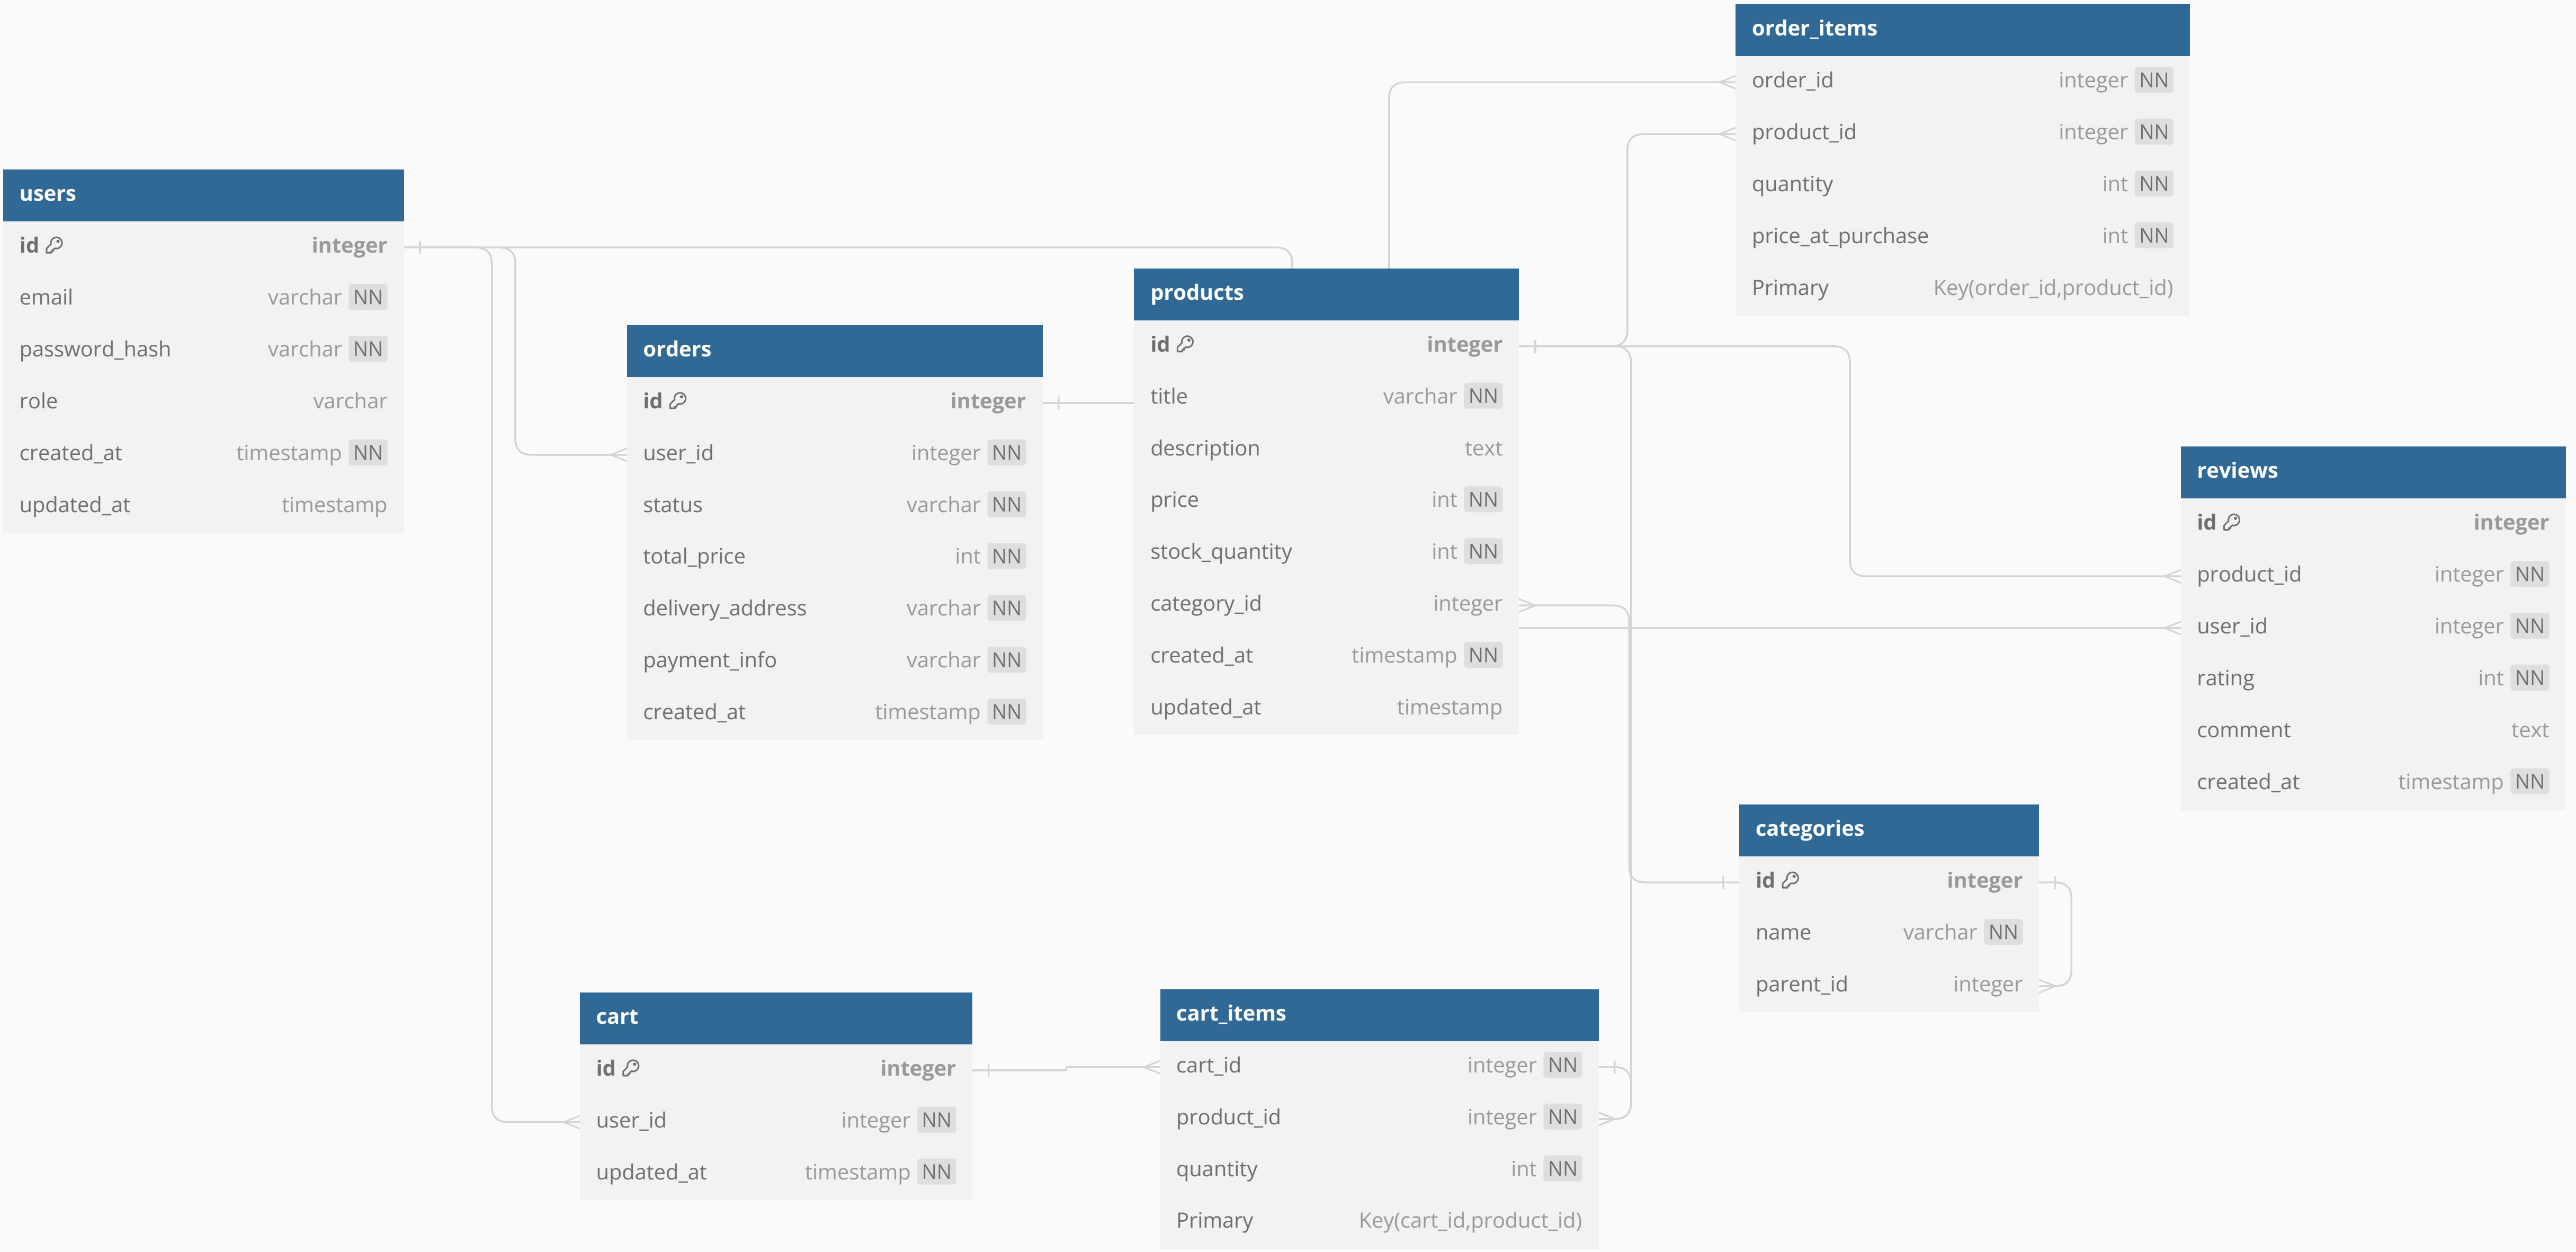 order_items
order_id integer NN
product_id integer NN
quantity int NN
price_at_purchase int NN
Primary Key(order_id,product_id)
users
id integer
email varchar NN
password_hash varchar NN
role varchar
created_at timestamp NN
updated_at timestamp
orders
id integer
user_id integer NN
status varchar NN
total_price int NN
delivery_address varchar NN
payment_info varchar NN
created_at timestamp NN
products
id integer
title varchar NN
description text
price int NN
stock_quantity int NN
category_id integer
created_at timestamp NN
updated_at timestamp
reviews
id integer
product_id integer NN
user_id integer NN
rating int NN
comment text
created_at timestamp NN
categories
id integer
name varchar NN
parent_id integer
cart
id integer
user_id integer NN
updated_at timestamp NN
cart_items
cart_id integer NN
product_id integer NN
quantity int NN
Primary Key(cart_id,product_id)